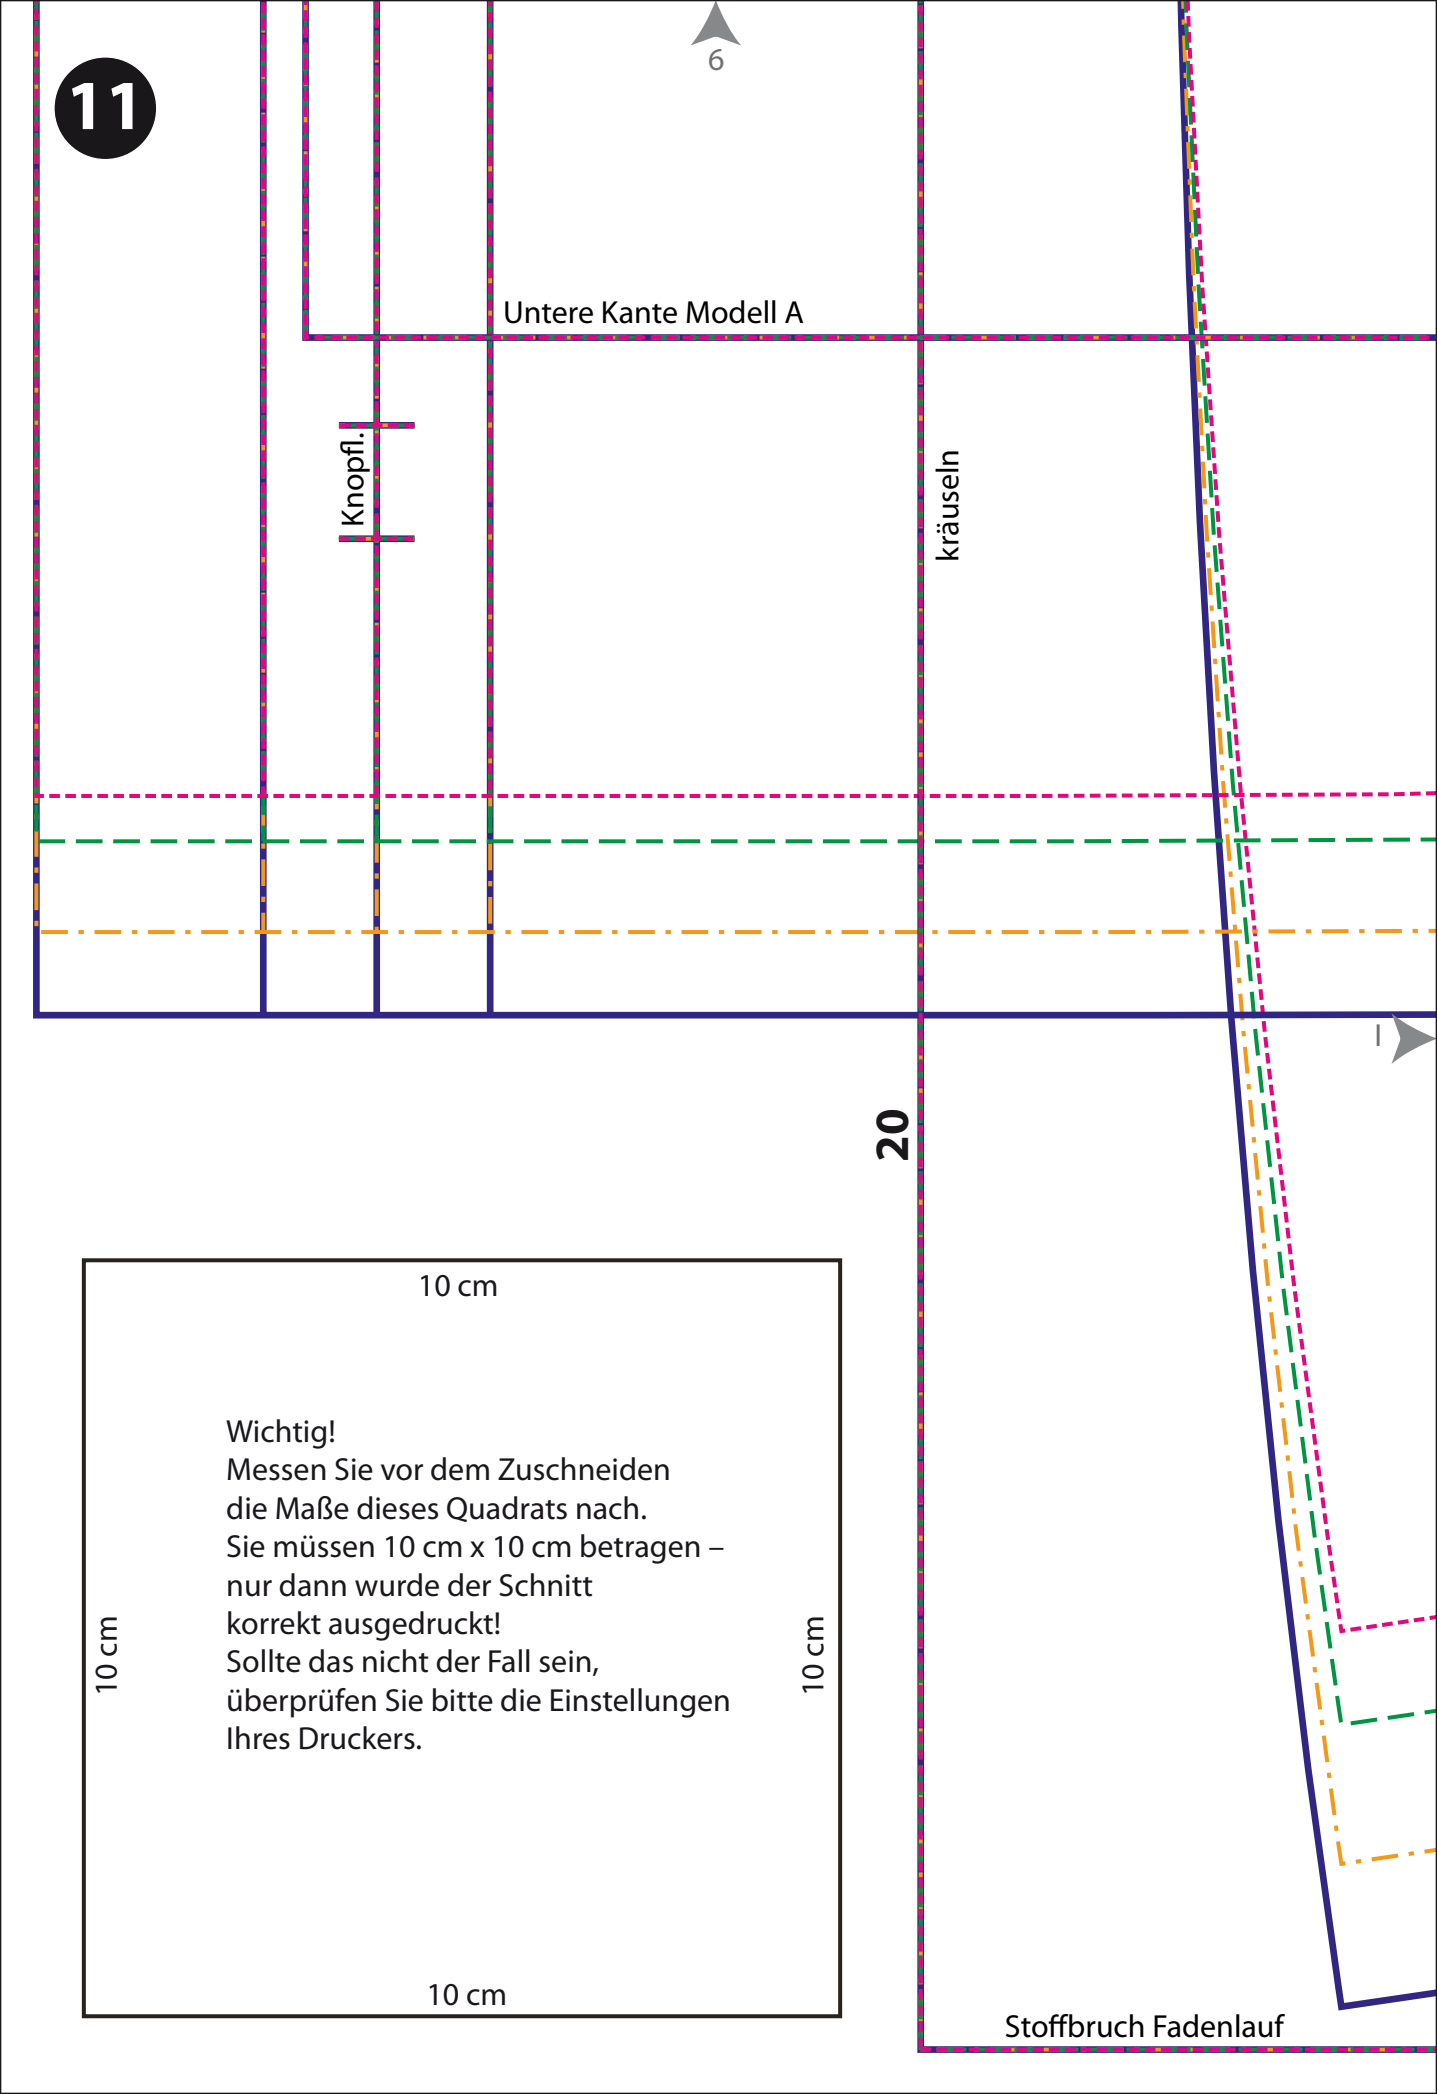 11
6
Untere Kante Modell A
Knopfl.
kräuseln
I
20
10 cm
Wichtig!
Messen Sie vor dem Zuschneiden
die Maße dieses Quadrats nach.
Sie müssen 10 cm x 10 cm betragen –
nur dann wurde der Schnitt
korrekt ausgedruckt!
Sollte das nicht der Fall sein,
überprüfen Sie bitte die Einstellungen
Ihres Druckers.
10 cm
10 cm
10 cm
Stoffbruch Fadenlauf